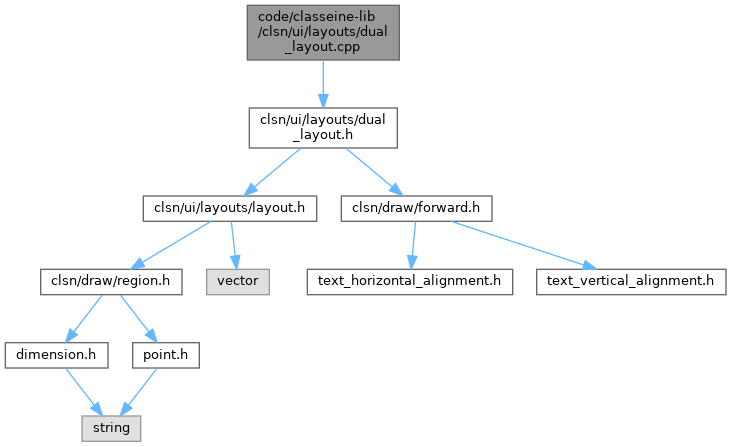 code/classeine-lib
/clsn/ui/layouts/dual
_layout.cpp
clsn/ui/layouts/dual
_layout.h
clsn/ui/layouts/layout.h
clsn/draw/forward.h
clsn/draw/region.h
vector
text_horizontal_alignment.h
text_vertical_alignment.h
dimension.h
point.h
string